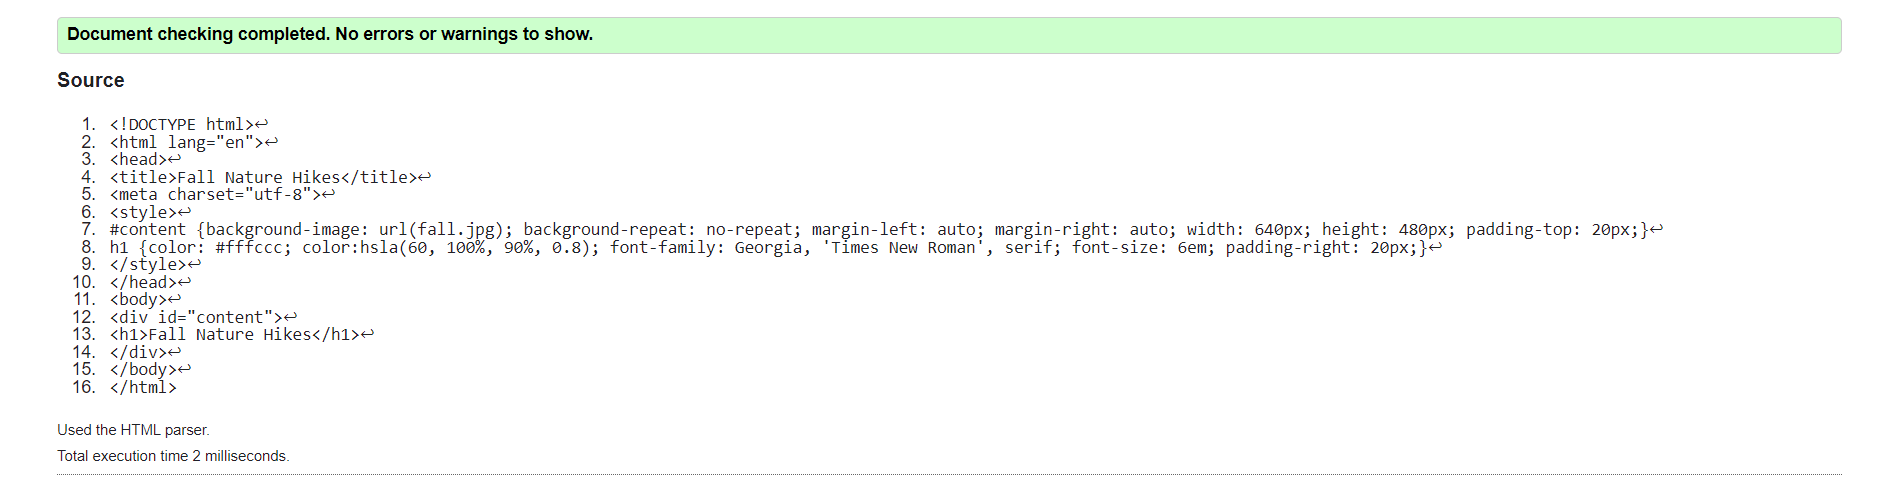 Document checking completed. No errors or warnings to show.
Source
1. <!DOCTYPE html>↩
2. <html lang="en">↩
3. <head>↩
4. <title>Fall Nature Hikes</title>↩
5. <meta charset="utf-8">↩
6. <style>↩
7. #content {background-image: url(fall.jpg); background-repeat: no-repeat; margin-left: auto; margin-right: auto; width: 640px; height: 480px; padding-top: 20px;}↩
8. h1 {color: #fffccc; color:hsla(60, 100%, 90%, 0.8); font-family: Georgia, 'Times New Roman', serif; font-size: 6em; padding-right: 20px;}↩
9. </style>↩
10. </head>↩
11. <body>↩
12. <div id="content">↩
13. <h1>Fall Nature Hikes</h1>↩
14. </div>↩
15. </body>↩
16. </html>
Used the HTML parser.
Total execution time 2 milliseconds.